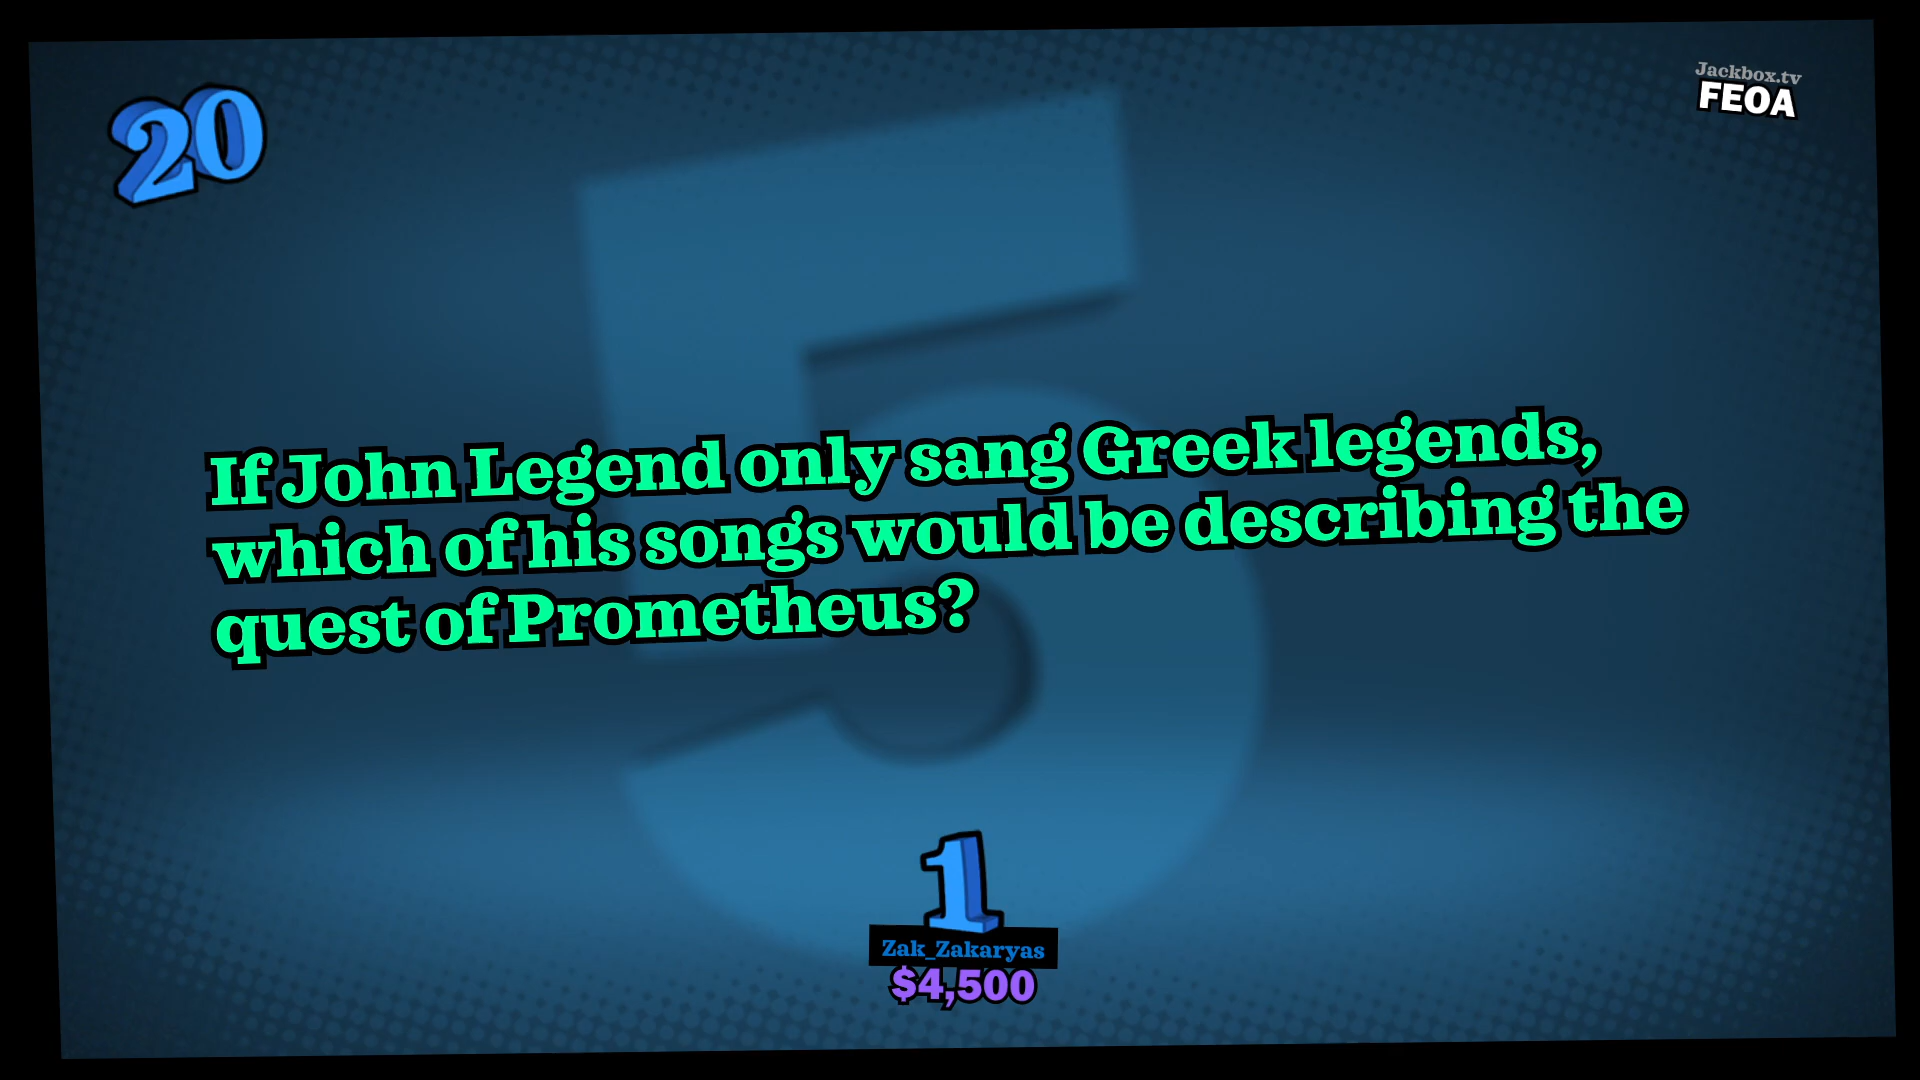 20
Jackbox.tv
FEOA
5
If John Legend only sang Greek legends,
which of his songs would be describing the
quest of Prometheus?
1
Zak_Zakaryas
$4,500